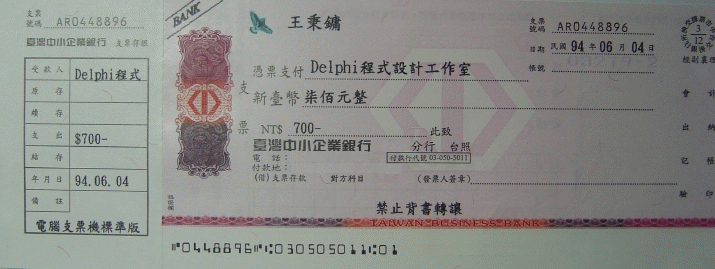 支票
號碼 AR0448896
臺灣中小企業銀行 支票存根
受款人 Delphi程式
原存
續存
支出 $700-
結存
年月日 94.06.04
備註
電腦支票機標準版
BANK
王秉鏞
支票
號碼 AR0448896
日期 民國 94 年 06 月 04 日
帳號
憑票支付 Delphi程式設計工作室
新臺幣 柒佰元整
支票
NT$ 700- 此致
臺灣中小企業銀行 分行 台照
電話：
付款地：
付款行代號 03-050-5011
(借)支票存款 對方科目 (發票人簽章)
禁止背書轉讓
TAIWAN BUSINESS BANK
經副襄理
會計
出納
記帳
驗印
0448896 030505011 01